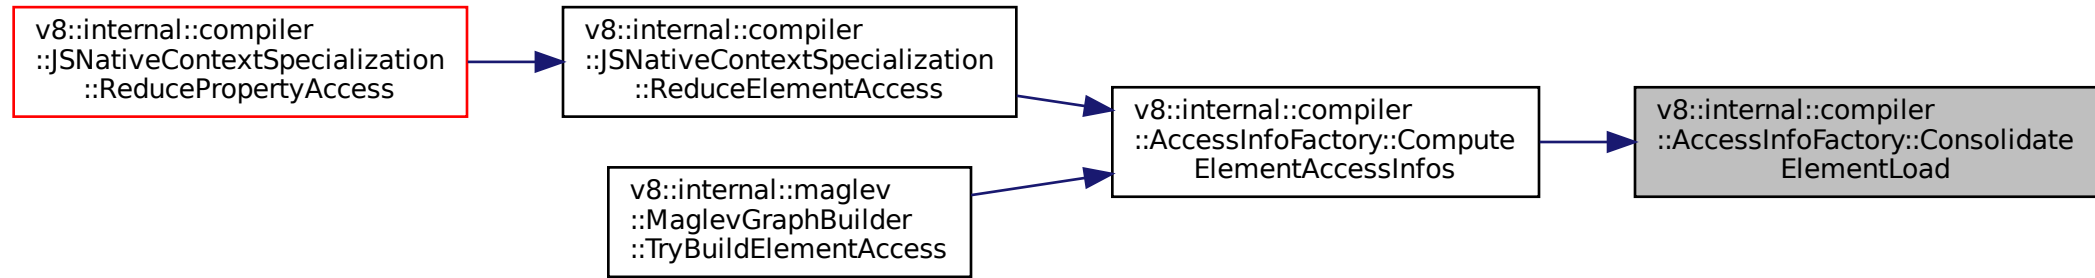 v8::internal::compiler
::JSNativeContextSpecialization
::ReducePropertyAccess
v8::internal::compiler
::JSNativeContextSpecialization
::ReduceElementAccess
v8::internal::maglev
::MaglevGraphBuilder
::TryBuildElementAccess
v8::internal::compiler
::AccessInfoFactory::Compute
ElementAccessInfos
v8::internal::compiler
::AccessInfoFactory::Consolidate
ElementLoad